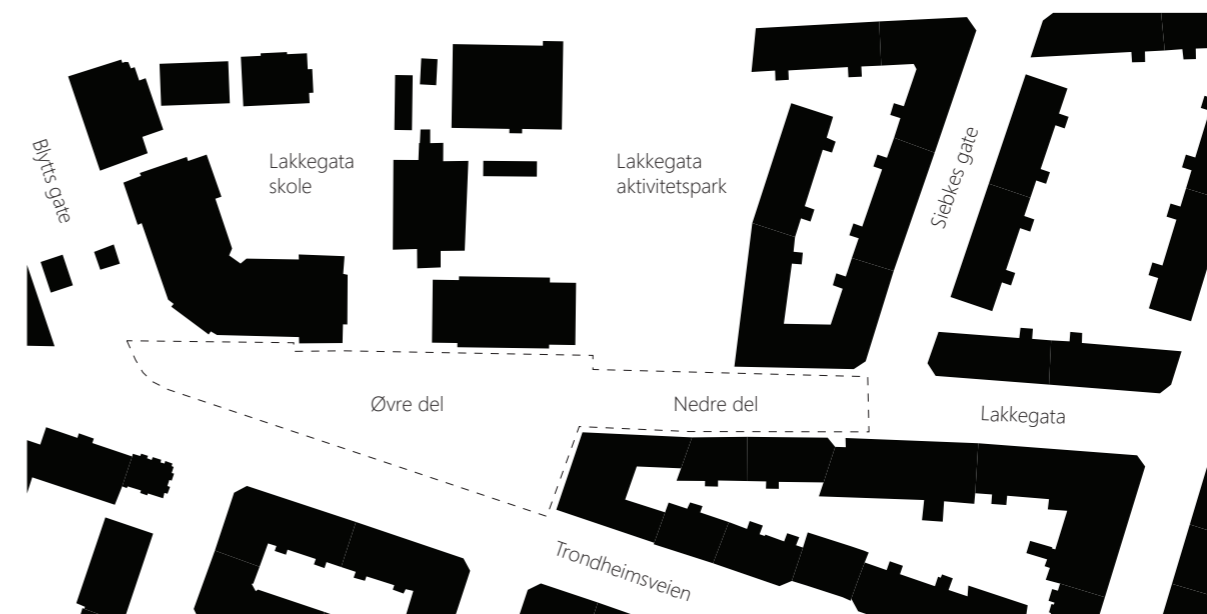 Blytts gate
Lakkegata
skole
Lakkegata
aktivitetspark
Siebkes gate
Øvre del
Nedre del
Lakkegata
Trondheimsveien